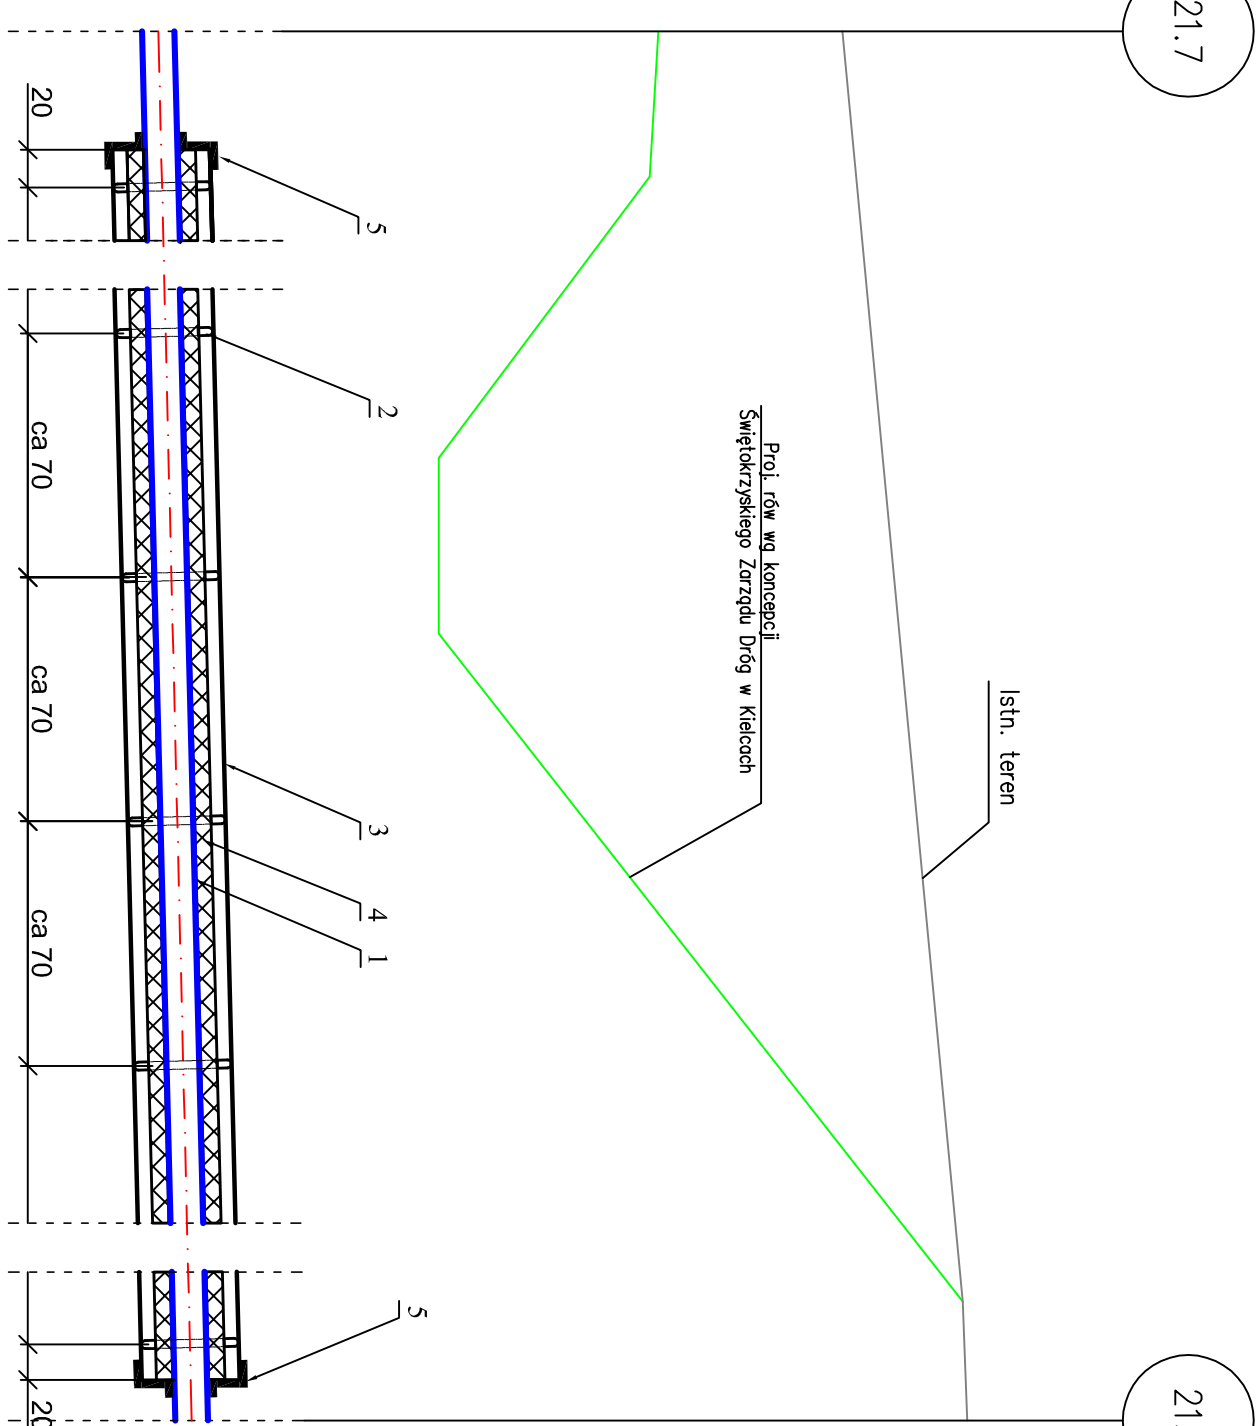 21.7
Istn. teren
Proj. rów wg koncepcji
Świętokrzyskiego Zarządu Dróg w Kielcach
5
2
3
4
1
5
20
ca 70
ca 70
ca 70
20